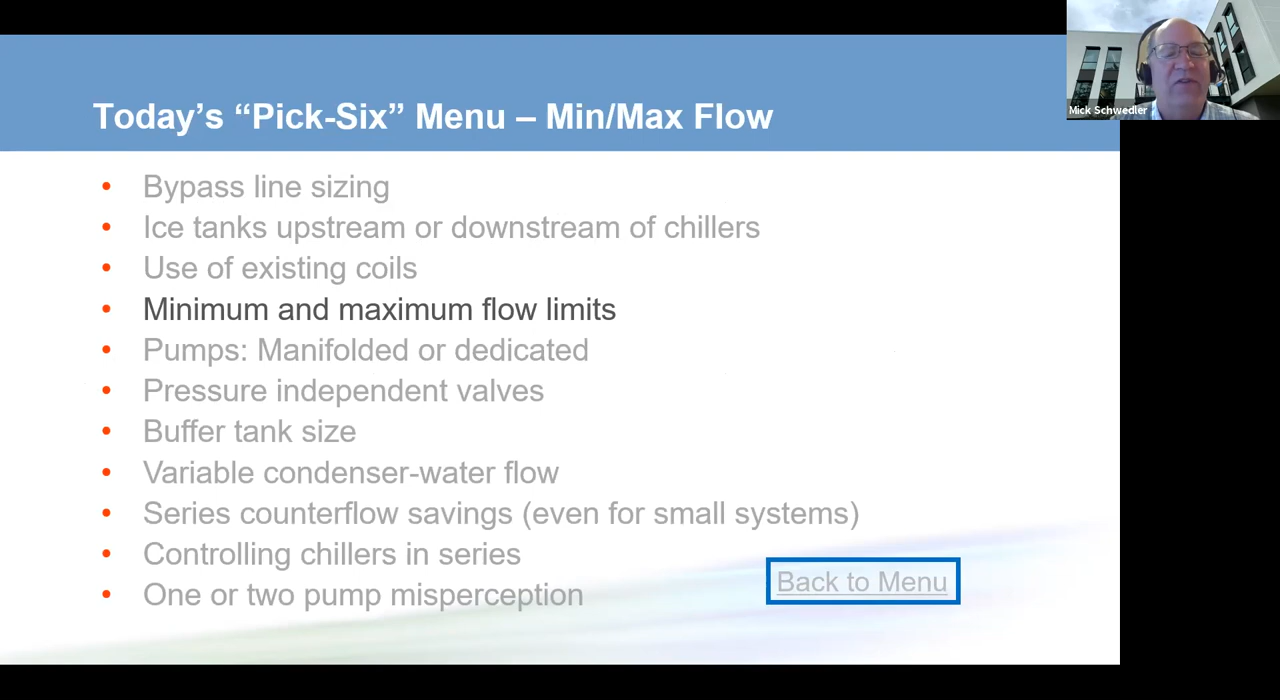 Mick Schwedler
Today's “Pick-Six” Menu – Min/Max Flow
• Bypass line sizing
• Ice tanks upstream or downstream of chillers
• Use of existing coils
• Minimum and maximum flow limits
• Pumps: Manifolded or dedicated
• Pressure independent valves
• Buffer tank size
• Variable condenser-water flow
• Series counterflow savings (even for small systems)
• Controlling chillers in series
• One or two pump misperception
Back to Menu